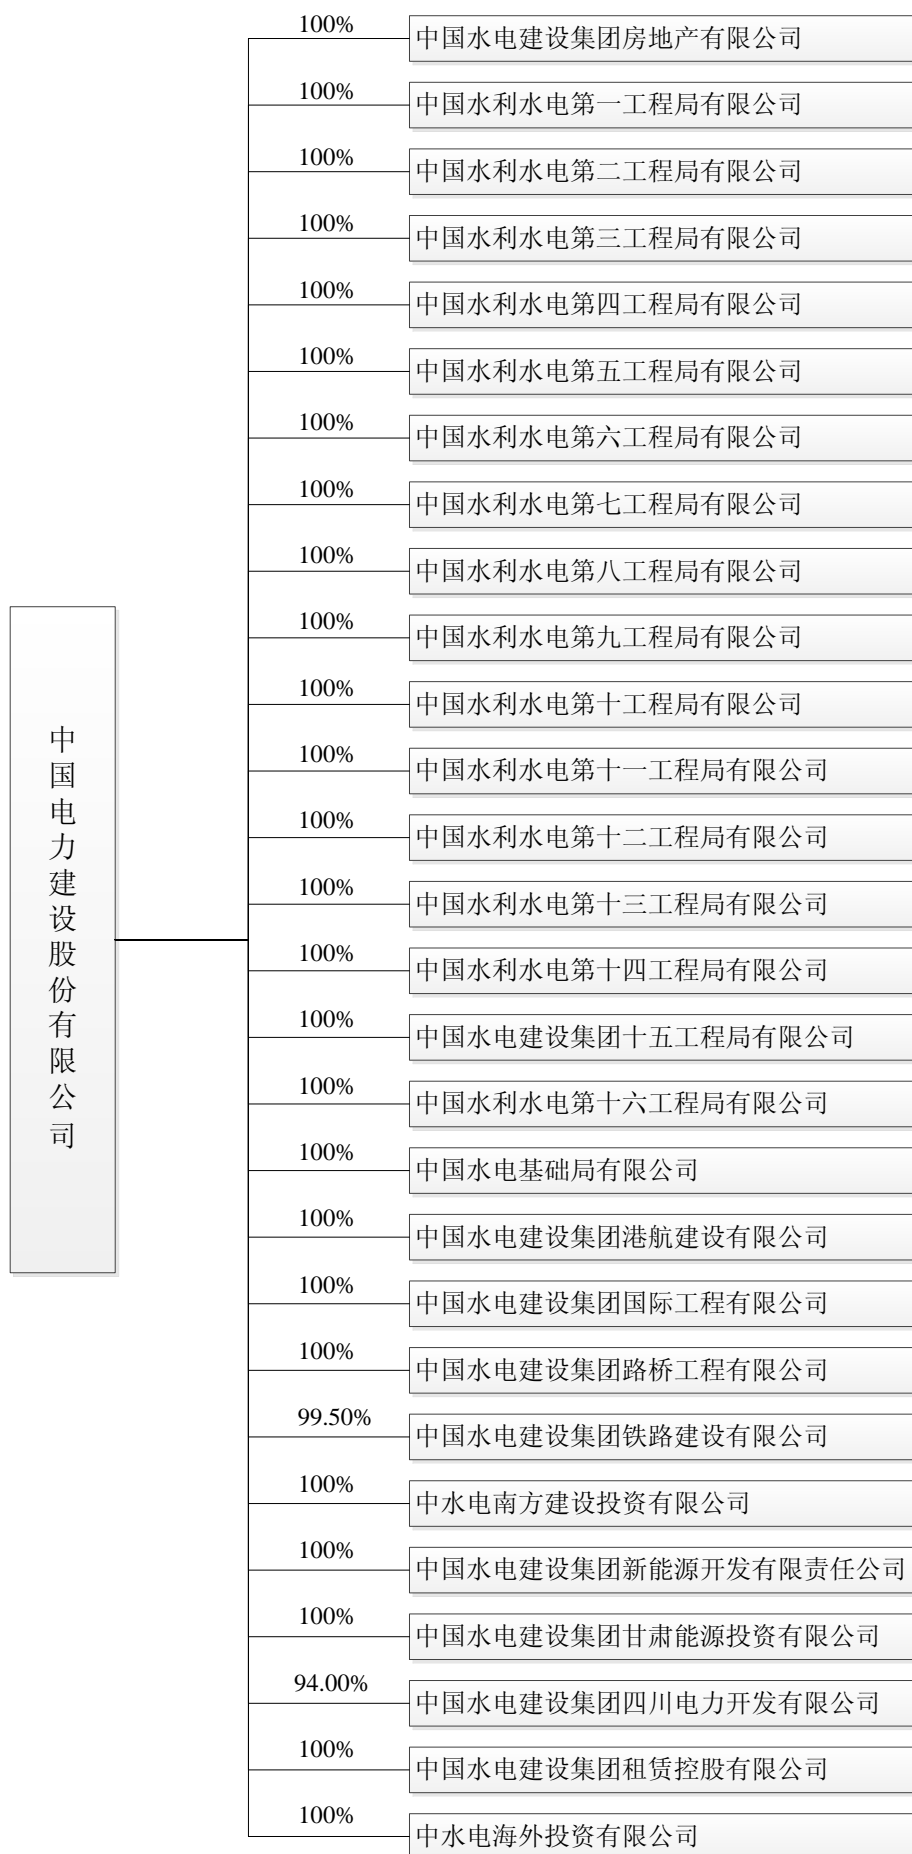 中国电力建设股份有限公司
100%
中国水电建设集团房地产有限公司
100%
中国水利水电第一工程局有限公司
100%
中国水利水电第二工程局有限公司
100%
中国水利水电第三工程局有限公司
100%
中国水利水电第四工程局有限公司
100%
中国水利水电第五工程局有限公司
100%
中国水利水电第六工程局有限公司
100%
中国水利水电第七工程局有限公司
100%
中国水利水电第八工程局有限公司
100%
中国水利水电第九工程局有限公司
100%
中国水利水电第十工程局有限公司
100%
中国水利水电第十一工程局有限公司
100%
中国水利水电第十二工程局有限公司
100%
中国水利水电第十三工程局有限公司
100%
中国水利水电第十四工程局有限公司
100%
中国水电建设集团十五工程局有限公司
100%
中国水利水电第十六工程局有限公司
100%
中国水电基础局有限公司
100%
中国水电建设集团港航建设有限公司
100%
中国水电建设集团国际工程有限公司
100%
中国水电建设集团路桥工程有限公司
99.50%
中国水电建设集团铁路建设有限公司
100%
中水电南方建设投资有限公司
100%
中国水电建设集团新能源开发有限责任公司
100%
中国水电建设集团甘肃能源投资有限公司
94.00%
中国水电建设集团四川电力开发有限公司
100%
中国水电建设集团租赁控股有限公司
100%
中水电海外投资有限公司